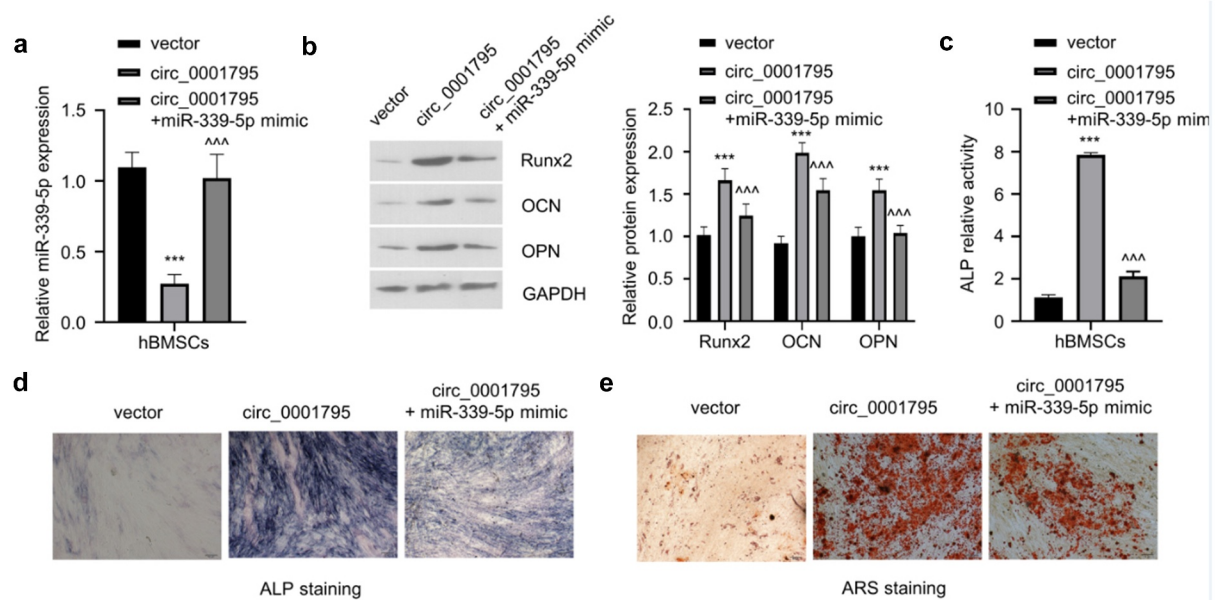 a
vector
circ_0001795
circ_0001795
+miR-339-5p mimic
Relative miR-339-5p expression
1.5
1.0
0.5
0.0
***
^^^
hBMSCs
b
vector
circ_0001795
circ_0001795
+ miR-339-5p mimic
Runx2
OCN
OPN
GAPDH
vector
circ_0001795
circ_0001795
+miR-339-5p mimic
Relative protein expression
2.5
2.0
1.5
1.0
0.5
0.0
***
^^^
***
^^^
***
^^^
Runx2
OCN
OPN
c
vector
circ_0001795
circ_0001795
+miR-339-5p mim
ALP relative activity
10
8
6
4
2
0
***
^^^
hBMSCs
d
vector
circ_0001795
circ_0001795
+ miR-339-5p mimic
ALP staining
e
vector
circ_0001795
circ_0001795
+ miR-339-5p mimic
ARS staining